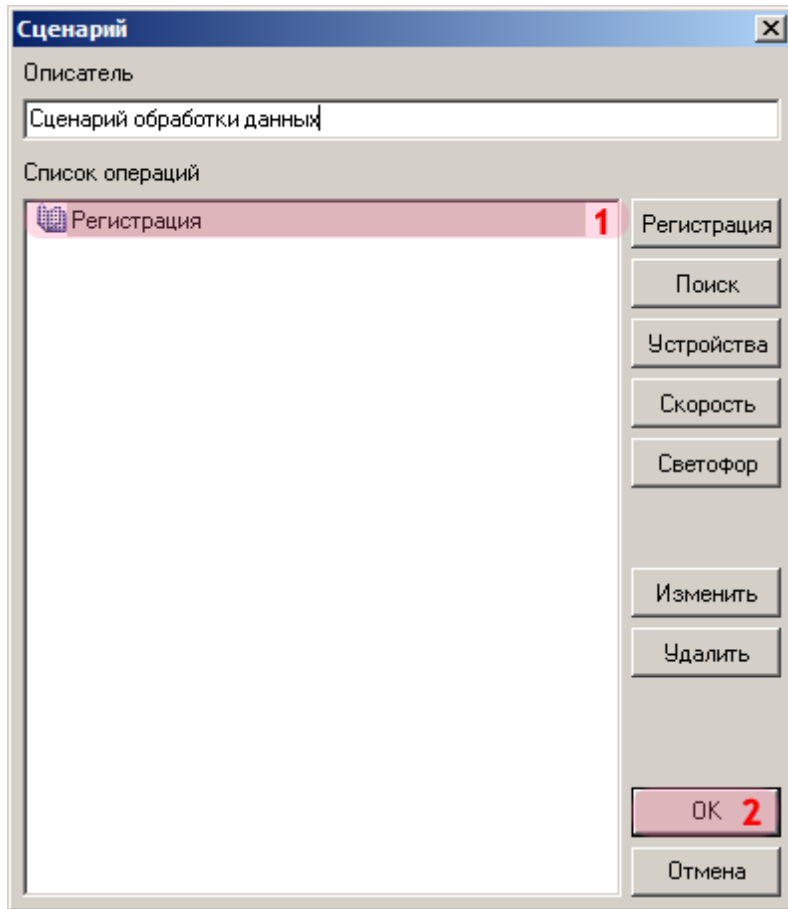 Сценарий
Описатель
Сценарий обработки данных
Список операций
Регистрация 1
Регистрация
Поиск
Устройства
Скорость
Светофор
Изменить
Удалить
OK 2
Отмена